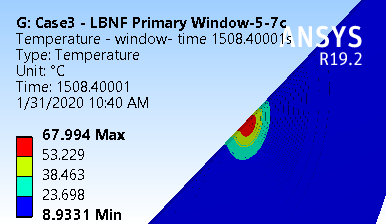 G: Case3 - LBNF Primary Window-5-7c
Temperature - window- time 1508.40001s
Type: Temperature
Unit: °C
Time: 1508.40001
1/31/2020 10:40 AM
ANSYS
R19.2
67.994 Max
53.229
38.463
23.698
8.9331 Min